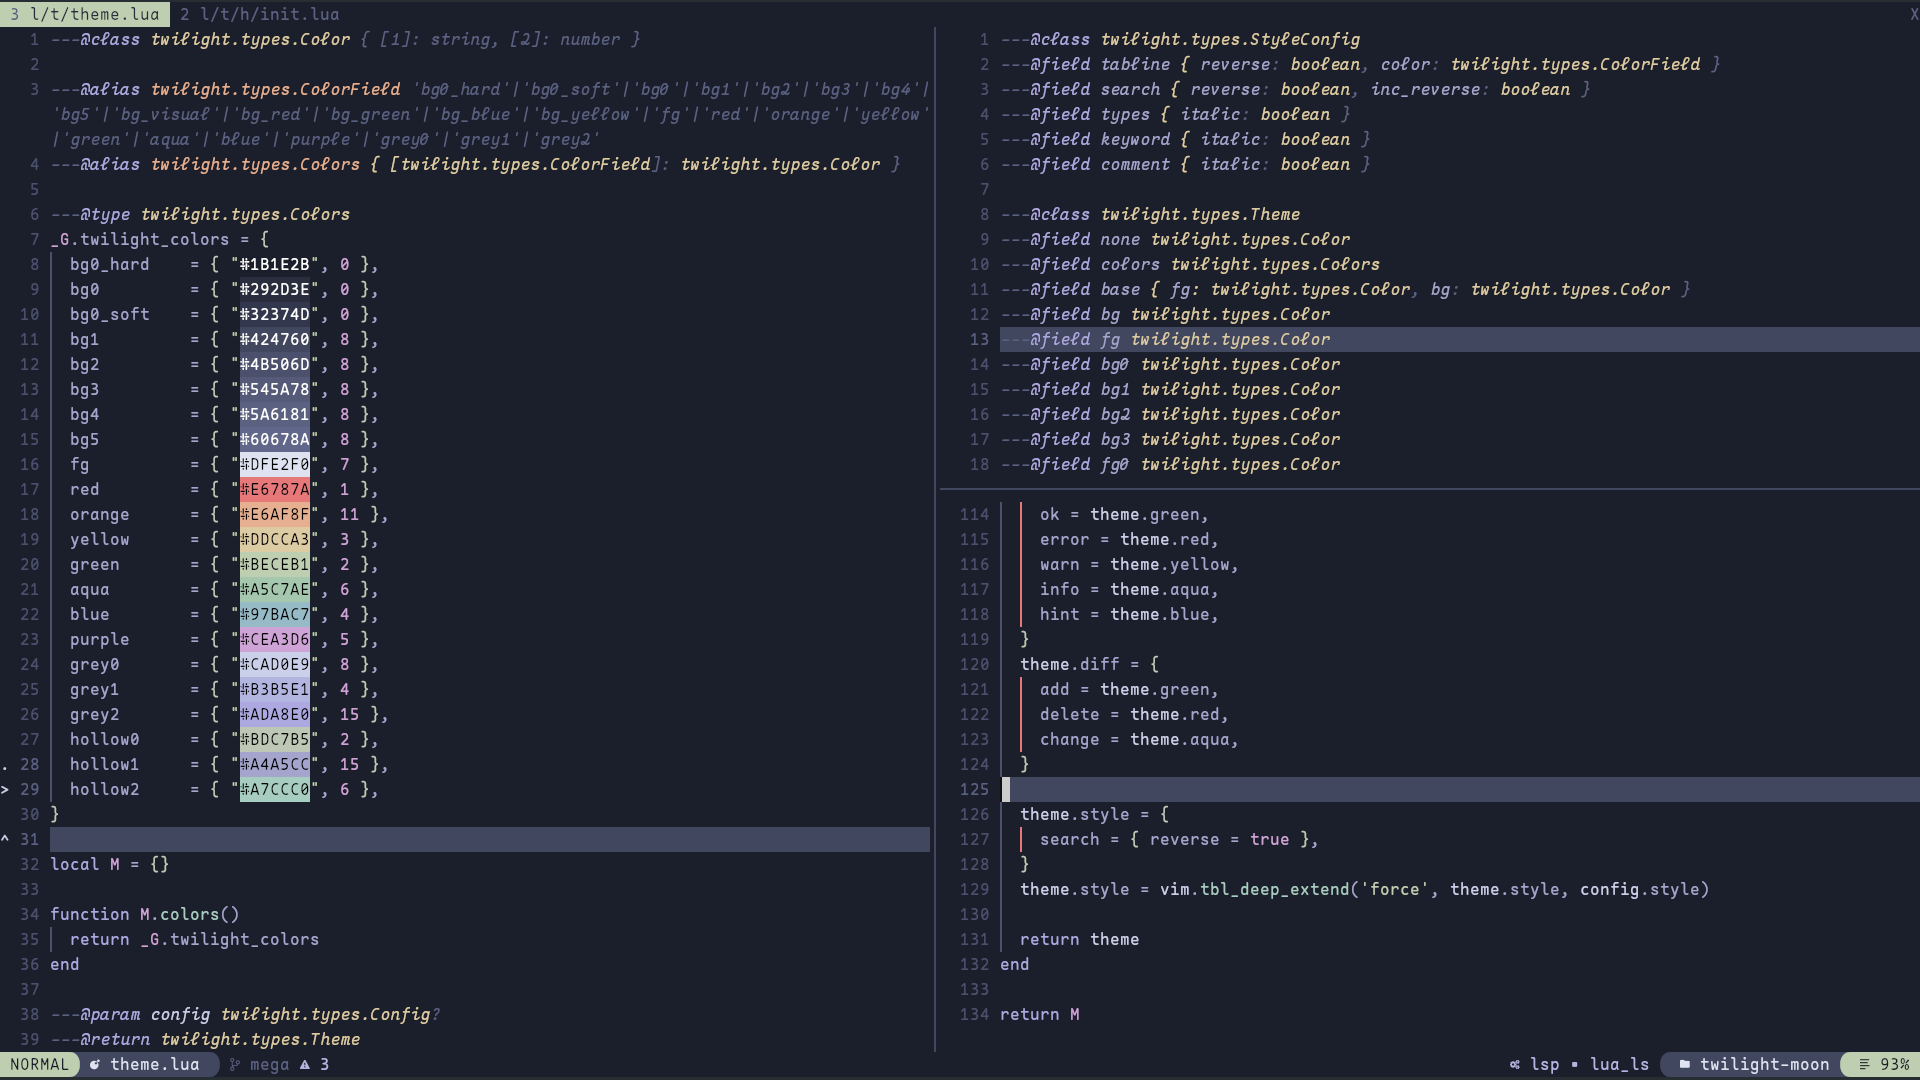 3 l/t/theme.lua 2 l/t/h/init.lua X
1 ---@class twilight.types.Color { [1]: string, [2]: number }
2
3 ---@alias twilight.types.ColorField 'bg0_hard'|'bg0_soft'|'bg0'|'bg1'|'bg2'|'bg3'|'bg4'|
'bg5'|'bg_visual'|'bg_red'|'bg_green'|'bg_blue'|'bg_yellow'|'fg'|'red'|'orange'|'yellow'
|'green'|'aqua'|'blue'|'purple'|'grey0'|'grey1'|'grey2'
4 ---@alias twilight.types.Colors { [twilight.types.ColorField]: twilight.types.Color }
5
6 ---@type twilight.types.Colors
7 _G.twilight_colors = {
8 bg0_hard = { "#1B1E2B", 0 },
9 bg0 = { "#292D3E", 0 },
10 bg0_soft = { "#32374D", 0 },
11 bg1 = { "#424760", 8 },
12 bg2 = { "#4B506D", 8 },
13 bg3 = { "#545A78", 8 },
14 bg4 = { "#5A6181", 8 },
15 bg5 = { "#60678A", 8 },
16 fg = { "#DFE2F0", 7 },
17 red = { "#E6787A", 1 },
18 orange = { "#E6AF8F", 11 },
19 yellow = { "#DDCCA3", 3 },
20 green = { "#BECEB1", 2 },
21 aqua = { "#A5C7AE", 6 },
22 blue = { "#97BAC7", 4 },
23 purple = { "#CEA3D6", 5 },
24 grey0 = { "#CAD0E9", 8 },
25 grey1 = { "#B3B5E1", 4 },
26 grey2 = { "#ADA8E0", 15 },
27 hollow0 = { "#BDC7B5", 2 },
. 28 hollow1 = { "#A4A5CC", 15 },
> 29 hollow2 = { "#A7CCC0", 6 },
30 }
^ 31
32 local M = {}
33
34 function M.colors()
35 return _G.twilight_colors
36 end
37
38 ---@param config twilight.types.Config?
39 ---@return twilight.types.Theme
1 ---@class twilight.types.StyleConfig
2 ---@field tabline { reverse: boolean, color: twilight.types.ColorField }
3 ---@field search { reverse: boolean, inc_reverse: boolean }
4 ---@field types { italic: boolean }
5 ---@field keyword { italic: boolean }
6 ---@field comment { italic: boolean }
7
8 ---@class twilight.types.Theme
9 ---@field none twilight.types.Color
10 ---@field colors twilight.types.Colors
11 ---@field base { fg: twilight.types.Color, bg: twilight.types.Color }
12 ---@field bg twilight.types.Color
13 ---@field fg twilight.types.Color
14 ---@field bg0 twilight.types.Color
15 ---@field bg1 twilight.types.Color
16 ---@field bg2 twilight.types.Color
17 ---@field bg3 twilight.types.Color
18 ---@field fg0 twilight.types.Color
114 ok = theme.green,
115 error = theme.red,
116 warn = theme.yellow,
117 info = theme.aqua,
118 hint = theme.blue,
119 }
120 theme.diff = {
121 add = theme.green,
122 delete = theme.red,
123 change = theme.aqua,
124 }
125
126 theme.style = {
127 search = { reverse = true },
128 }
129 theme.style = vim.tbl_deep_extend('force', theme.style, config.style)
130
131 return theme
132 end
133
134 return M
NORMAL theme.lua mega 3 lsp lua_ls twilight-moon 93%